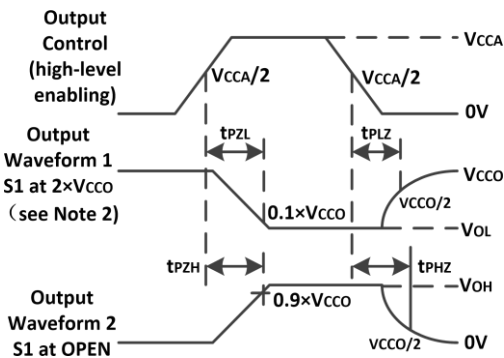 Output
Control
(high-level
enabling)
VCCA
VCCA/2
VCCA/2
0V
tPZL
tPLZ
Output
Waveform 1
S1 at 2×VCCO
（see Note 2)
VCCO
VCCO/2
0.1×VCCO
VOL
tPZH
tPHZ
VOH
Output
Waveform 2
S1 at OPEN
0.9×VCCO
VCCO/2
0V